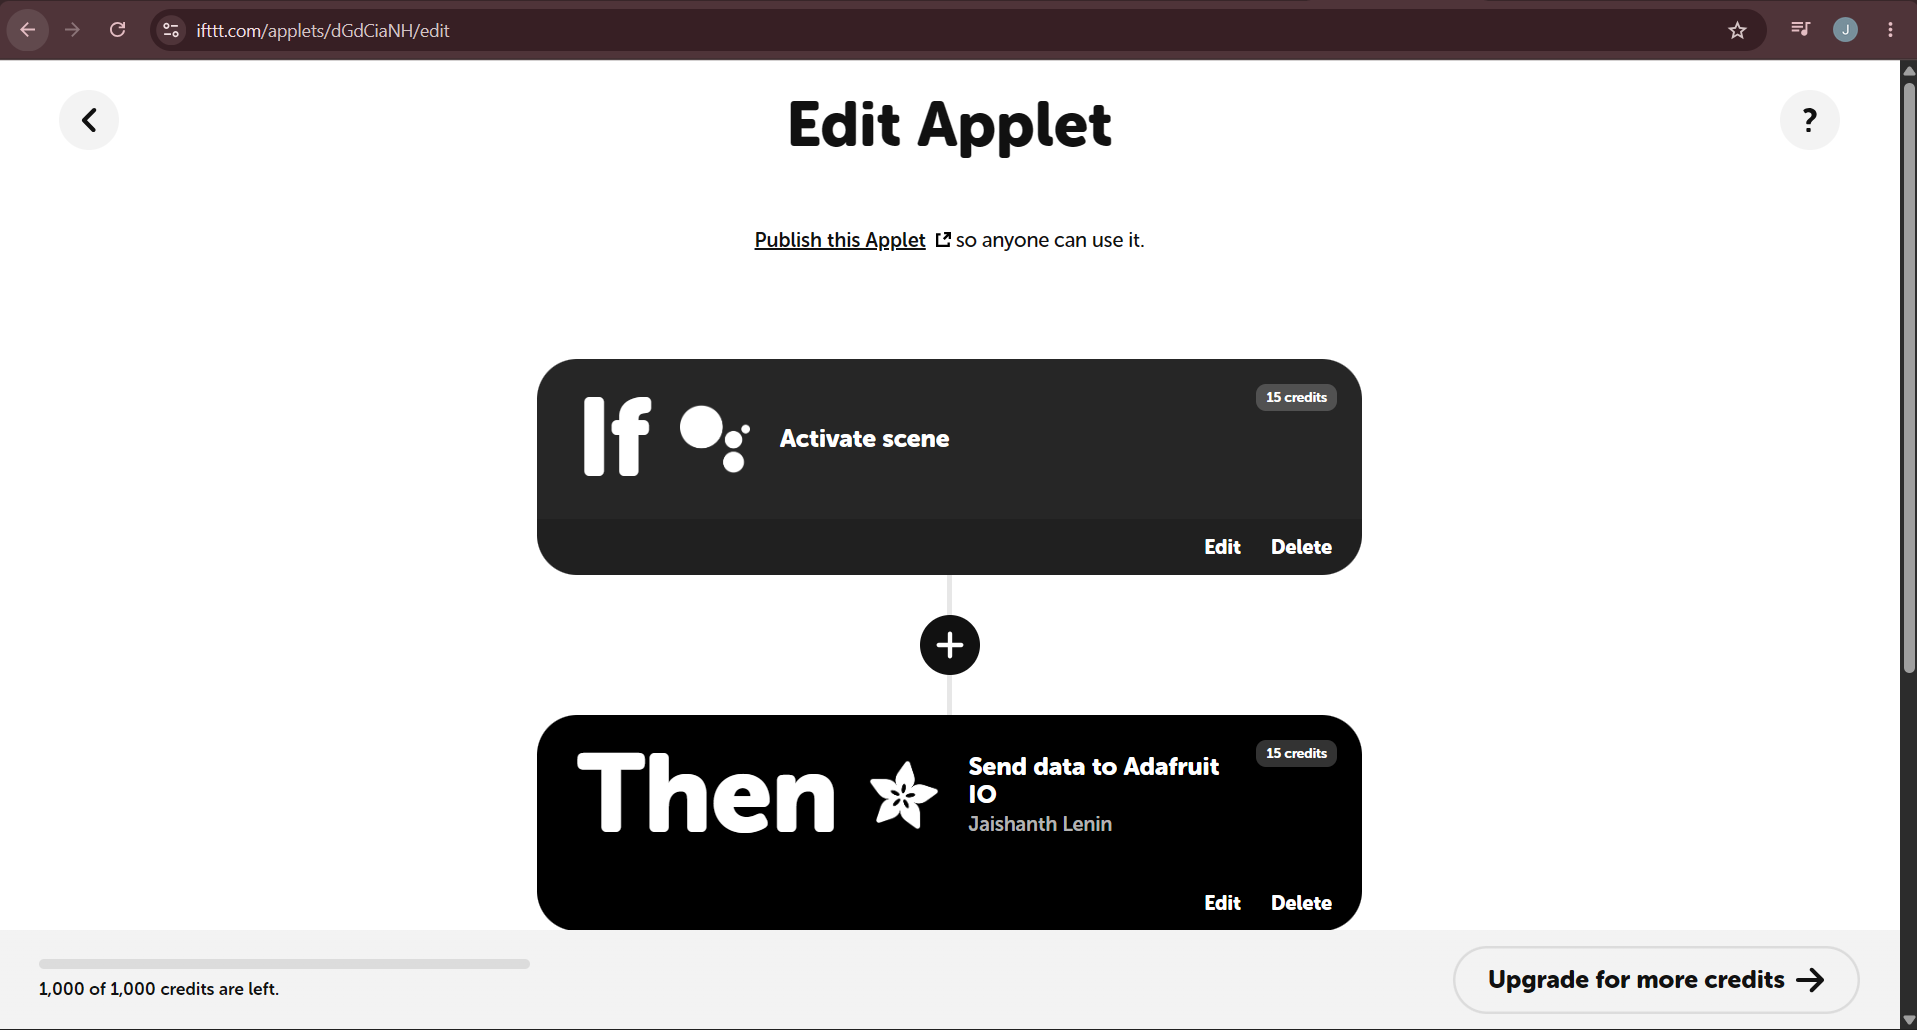 ifttt.com/applets/dGdCiaNH/edit
J
Edit Applet
?
Publish this Applet so anyone can use it.
15 credits
If Activate scene
Edit Delete
15 credits
Then Send data to Adafruit
IO
Jaishanth Lenin
Edit Delete
1,000 of 1,000 credits are left.
Upgrade for more credits